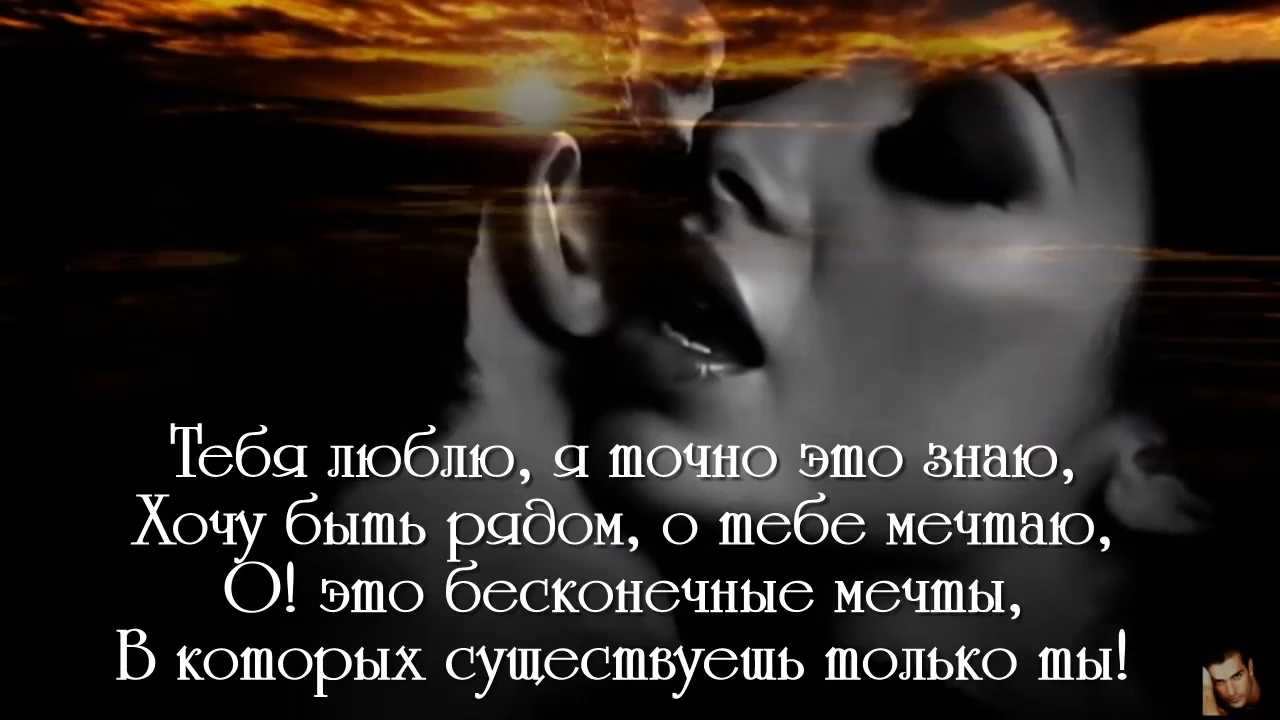 Тебя люблю, я точно это знаю,
Хочу быть рядом, о тебе мечтаю,
О! это бесконечные мечты,
В которых существуешь только ты!